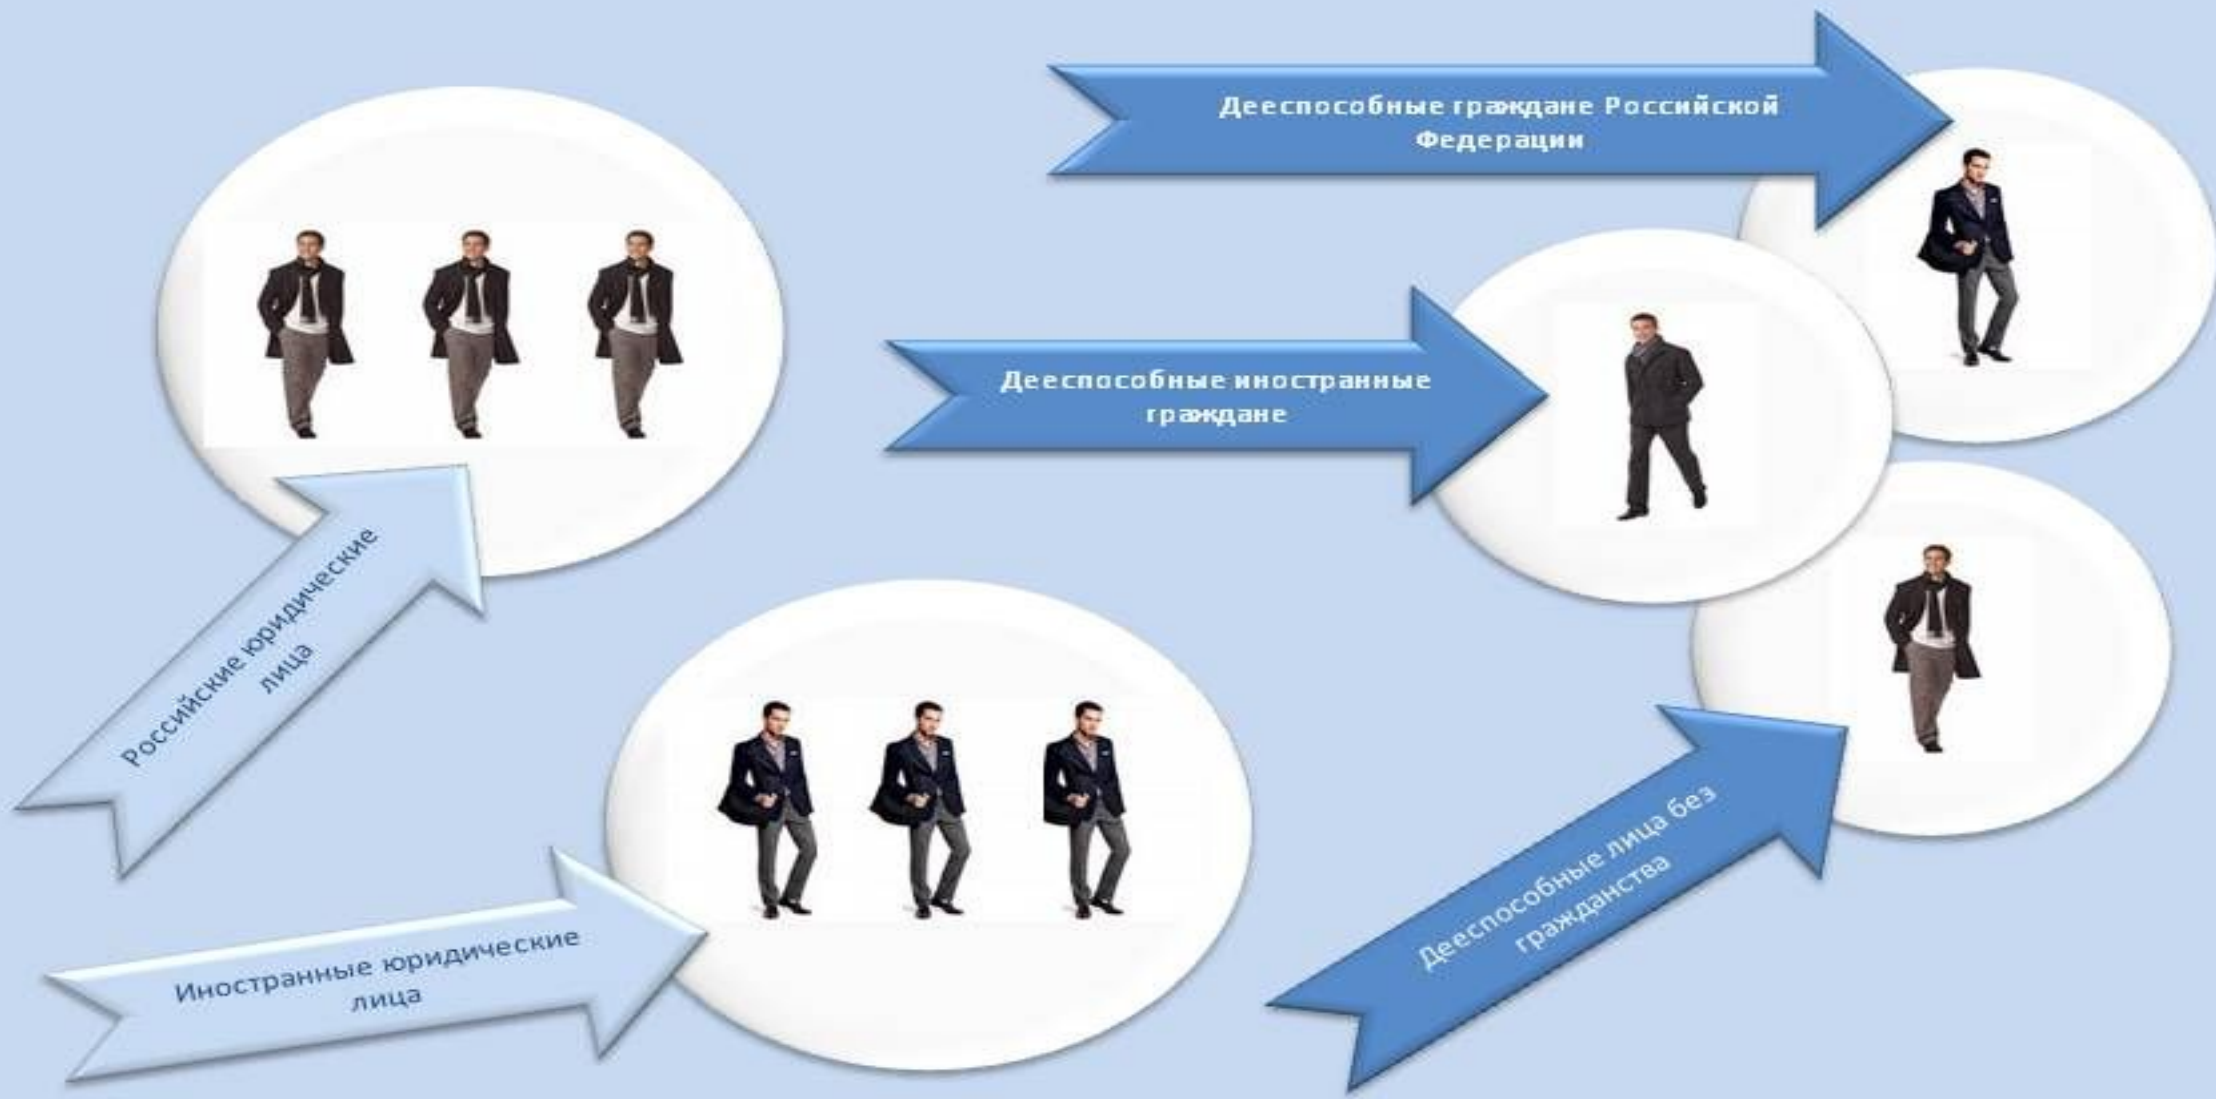 Дееспособные граждане Российской
Федерации
Дееспособные иностранные
граждане
Российские юридические
лица
Дееспособные лица без
гражданства
Иностранные юридические
лица